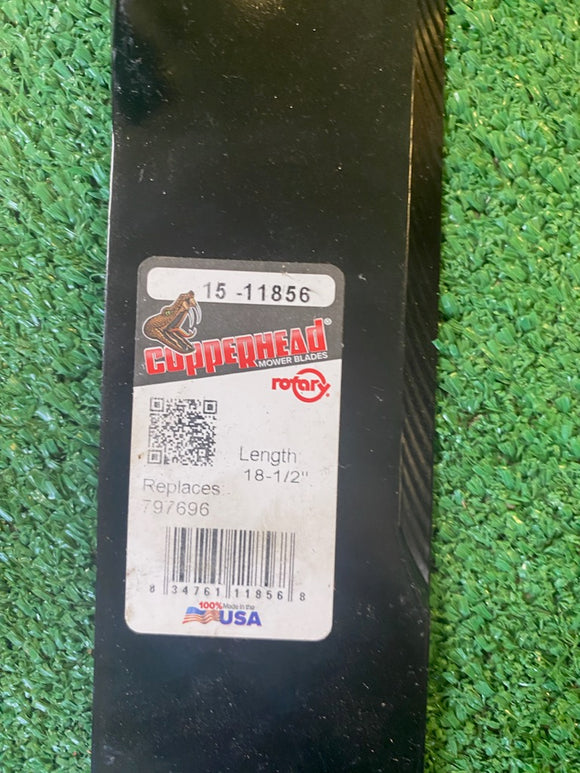 15 -11856
COPPERHEAD®
MOWER BLADES
rotary®
Length:
18-1/2"
Replaces:
797696
8 34761 11856 8
100% Made in the
USA